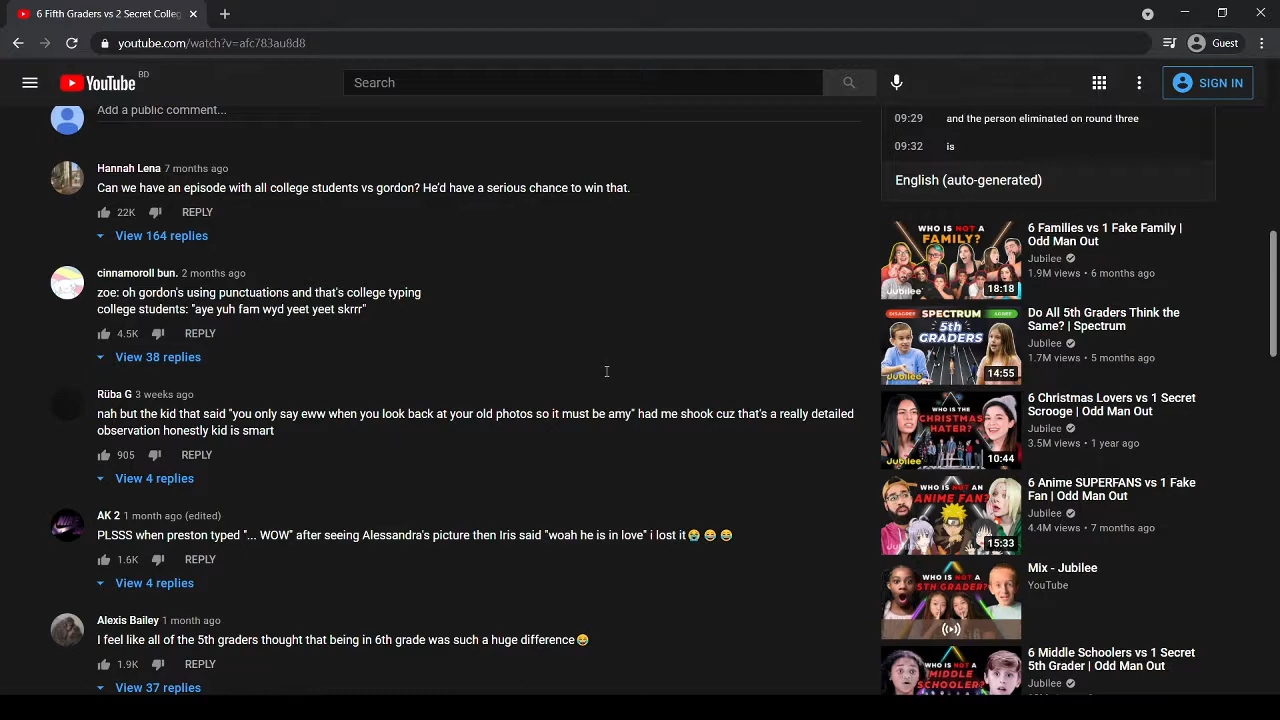 6 Fifth Graders vs 2 Secret Colleg
youtube.com/watch?v=afc783au8d8
Guest
YouTube BD
Search
SIGN IN
Add a public comment...
Hannah Lena 7 months ago
Can we have an episode with all college students vs gordon? He'd have a serious chance to win that.
22K REPLY
View 164 replies
cinnamoroll bun. 2 months ago
zoe: oh gordon's using punctuations and that's college typing
college students: "aye yuh fam wyd yeet yeet skrrr"
4.5K REPLY
View 38 replies
Rüba G 3 weeks ago
nah but the kid that said "you only say eww when you look back at your old photos so it must be amy" had me shook cuz that's a really detailed
observation honestly kid is smart
905 REPLY
View 4 replies
AK 2 1 month ago (edited)
PLSSS when preston typed "... WOW" after seeing Alessandra's picture then Iris said "woah he is in love" i lost it😭😂😂
1.6K REPLY
View 4 replies
Alexis Bailey 1 month ago
I feel like all of the 5th graders thought that being in 6th grade was such a huge difference😂
1.9K REPLY
View 37 replies
09:29 and the person eliminated on round three
09:32 is
English (auto-generated)
WHO IS NOT A
FAMILY?
Jubilee
18:18
6 Families vs 1 Fake Family |
Odd Man Out
Jubilee
1.9M views • 6 months ago
DISAGREE SPECTRUM AGREE
5th
GRADERS
Jubilee
14:55
Do All 5th Graders Think the
Same? | Spectrum
Jubilee
1.7M views • 5 months ago
WHO IS THE
CHRISTMAS
HATER?
Jubilee
10:44
6 Christmas Lovers vs 1 Secret
Scrooge | Odd Man Out
Jubilee
3.5M views • 1 year ago
WHO IS NOT AN
ANIME FAN?
15:33
6 Anime SUPERFANS vs 1 Fake
Fan | Odd Man Out
Jubilee
4.4M views • 7 months ago
WHO IS NOT A
5TH GRADER?
Mix - Jubilee
YouTube
WHO IS NOT A
MIDDLE
SCHOOLER?
6 Middle Schoolers vs 1 Secret
5th Grader | Odd Man Out
Jubilee